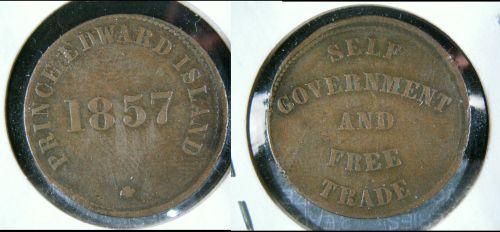 PRINCE EDWARD ISLAND
1857
SELF
GOVERNMENT
AND
FREE
TRADE